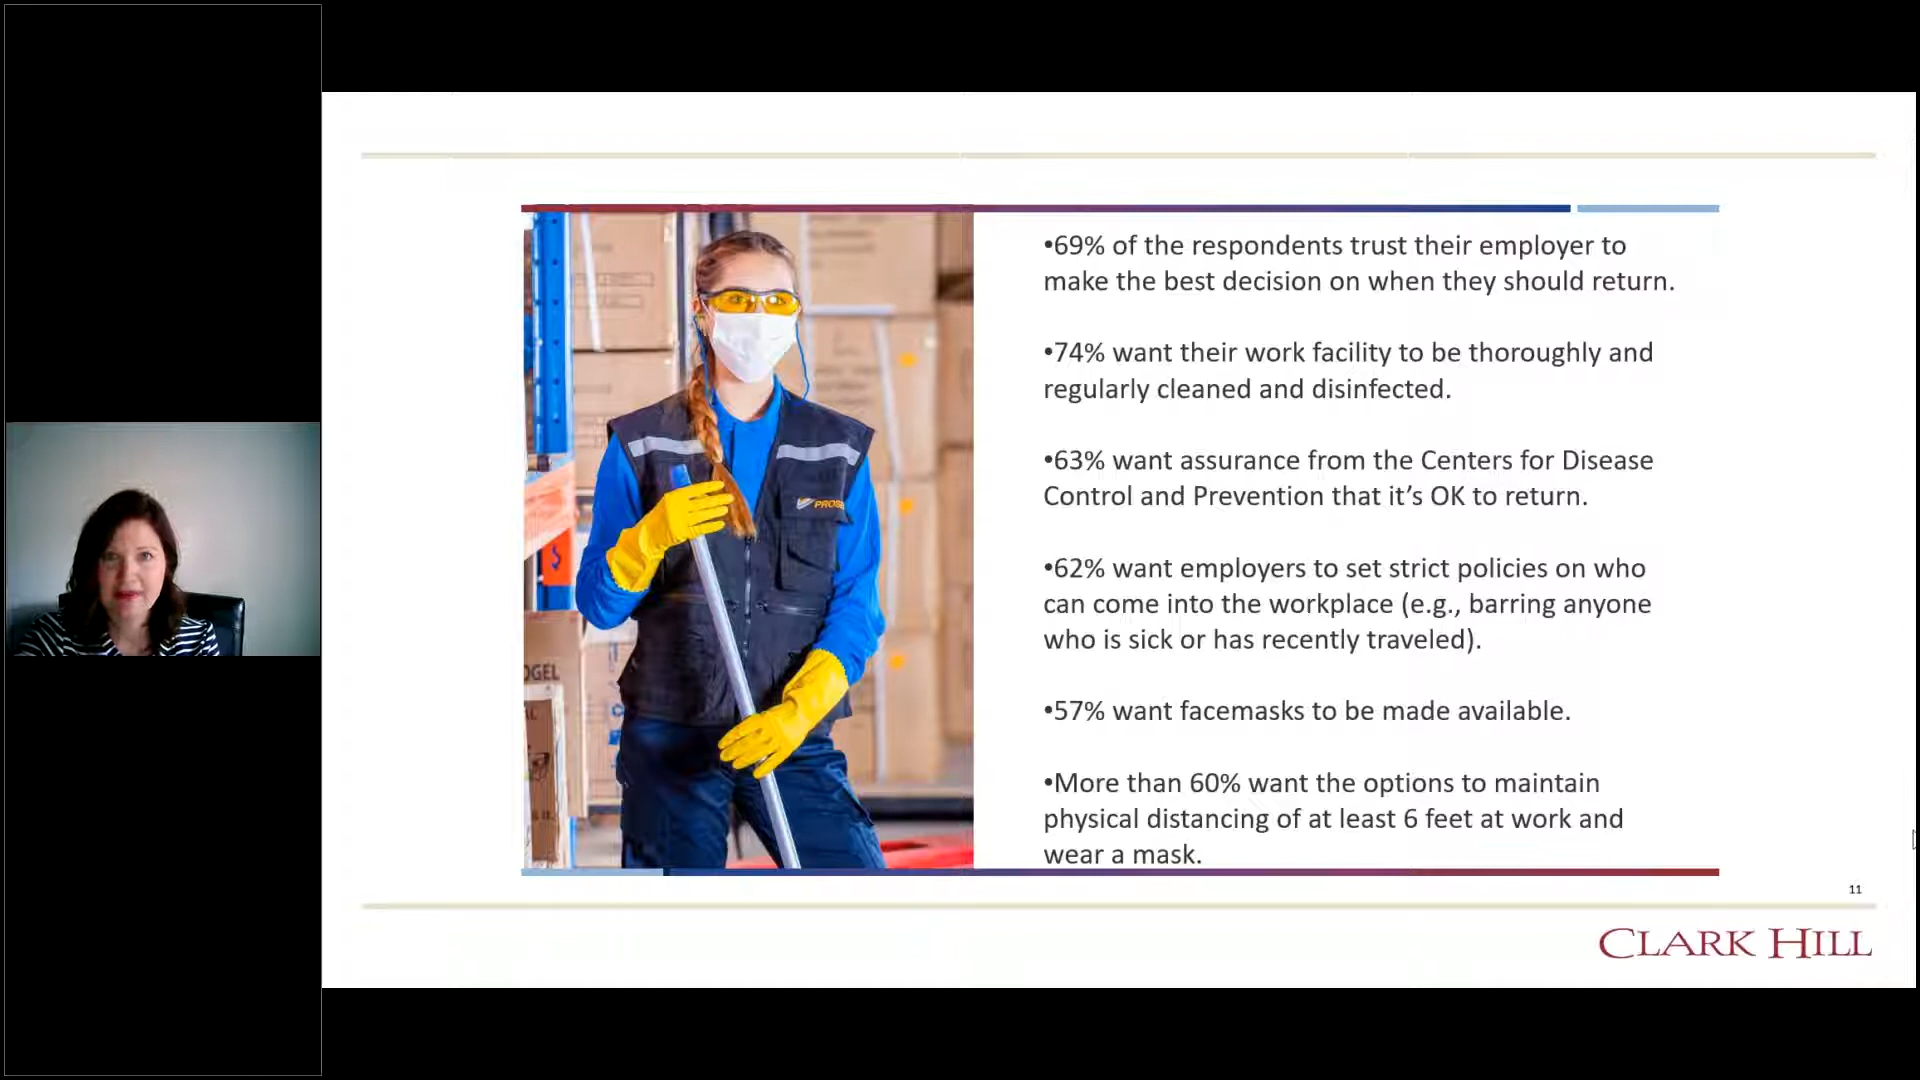 •69% of the respondents trust their employer to
make the best decision on when they should return.
•74% want their work facility to be thoroughly and
regularly cleaned and disinfected.
•63% want assurance from the Centers for Disease
Control and Prevention that it’s OK to return.
•62% want employers to set strict policies on who
can come into the workplace (e.g., barring anyone
who is sick or has recently traveled).
•57% want facemasks to be made available.
•More than 60% want the options to maintain
physical distancing of at least 6 feet at work and
wear a mask.
OGEL
11
CLARK HILL